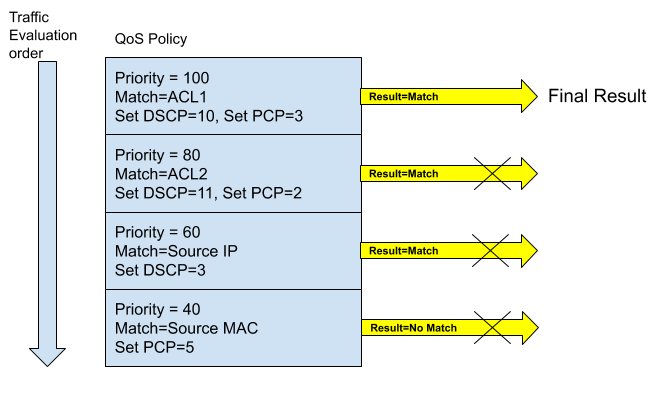 Traffic
Evaluation
order
QoS Policy
Priority = 100
Match=ACL1
Set DSCP=10, Set PCP=3
Result=Match
Final Result
Priority = 80
Match=ACL2
Set DSCP=11, Set PCP=2
Result=Match
Priority = 60
Match=Source IP
Set DSCP=3
Result=Match
Priority = 40
Match=Source MAC
Set PCP=5
Result=No Match